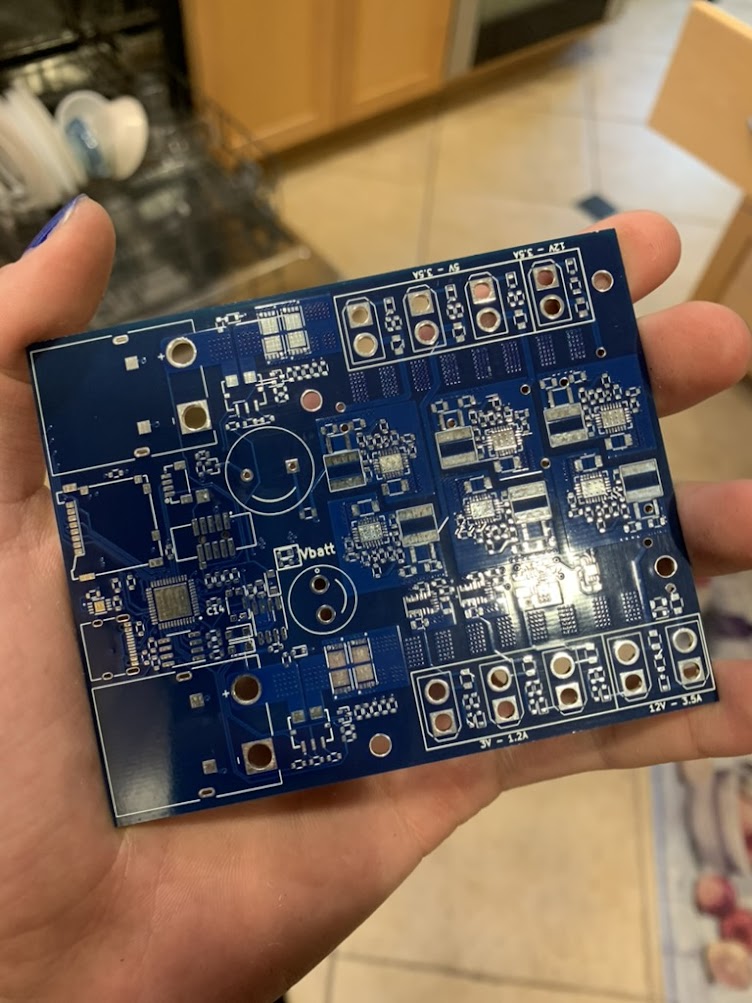 12V - 3.5A
5V - 3.5A
+
Vbatt
+
3V - 1.2A
12V - 3.5A